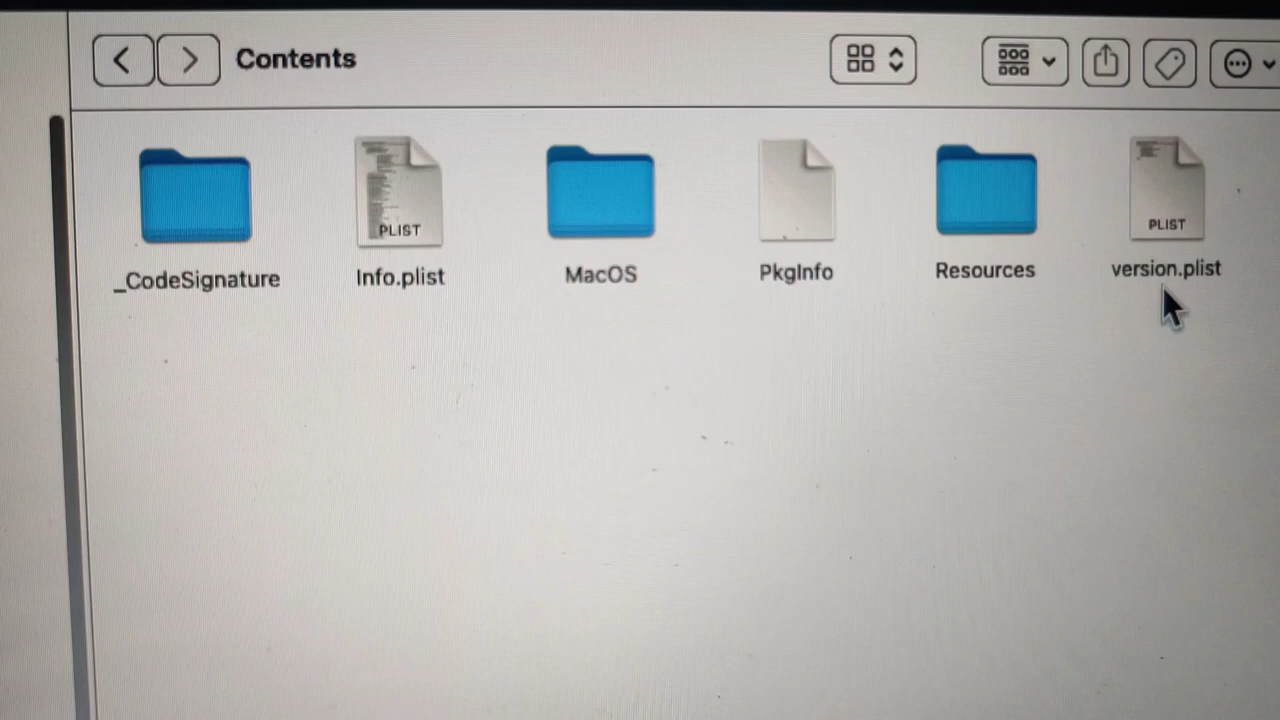 Contents
PLIST
PLIST
_CodeSignature
Info.plist
MacOS
PkgInfo
Resources
version.plist